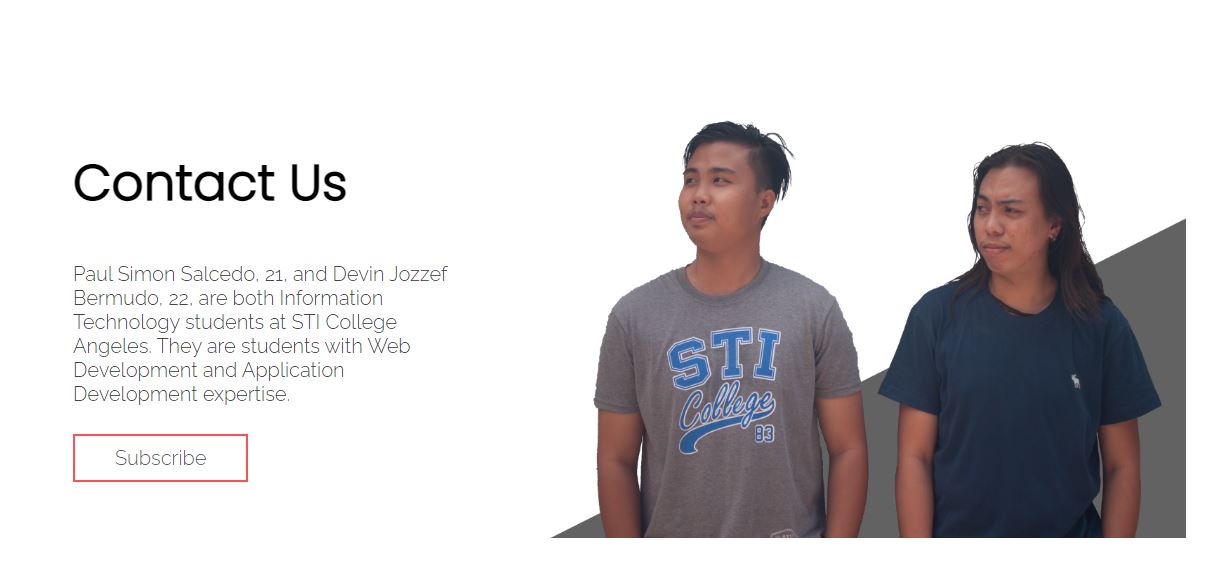 Contact Us
Paul Simon Salcedo, 21, and Devin Jozzef
Bermudo, 22, are both Information
Technology students at STI College
Angeles. They are students with Web
Development and Application
Development expertise.
Subscribe
STI
College
83